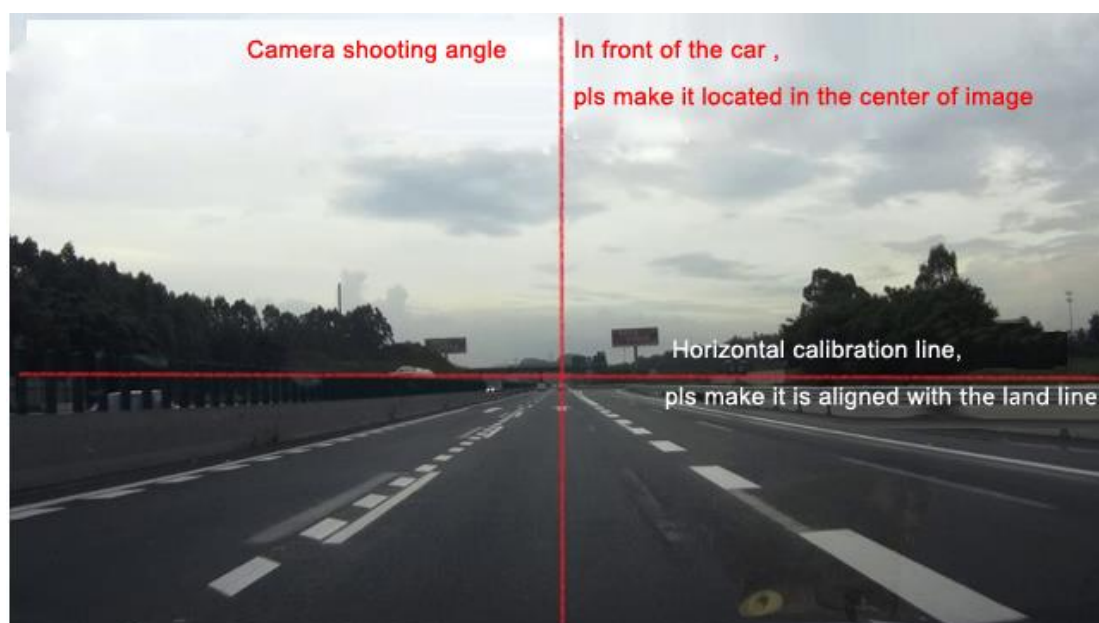 Camera shooting angle
In front of the car ,
pls make it located in the center of image
Horizontal calibration line,
pls make it is aligned with the land line